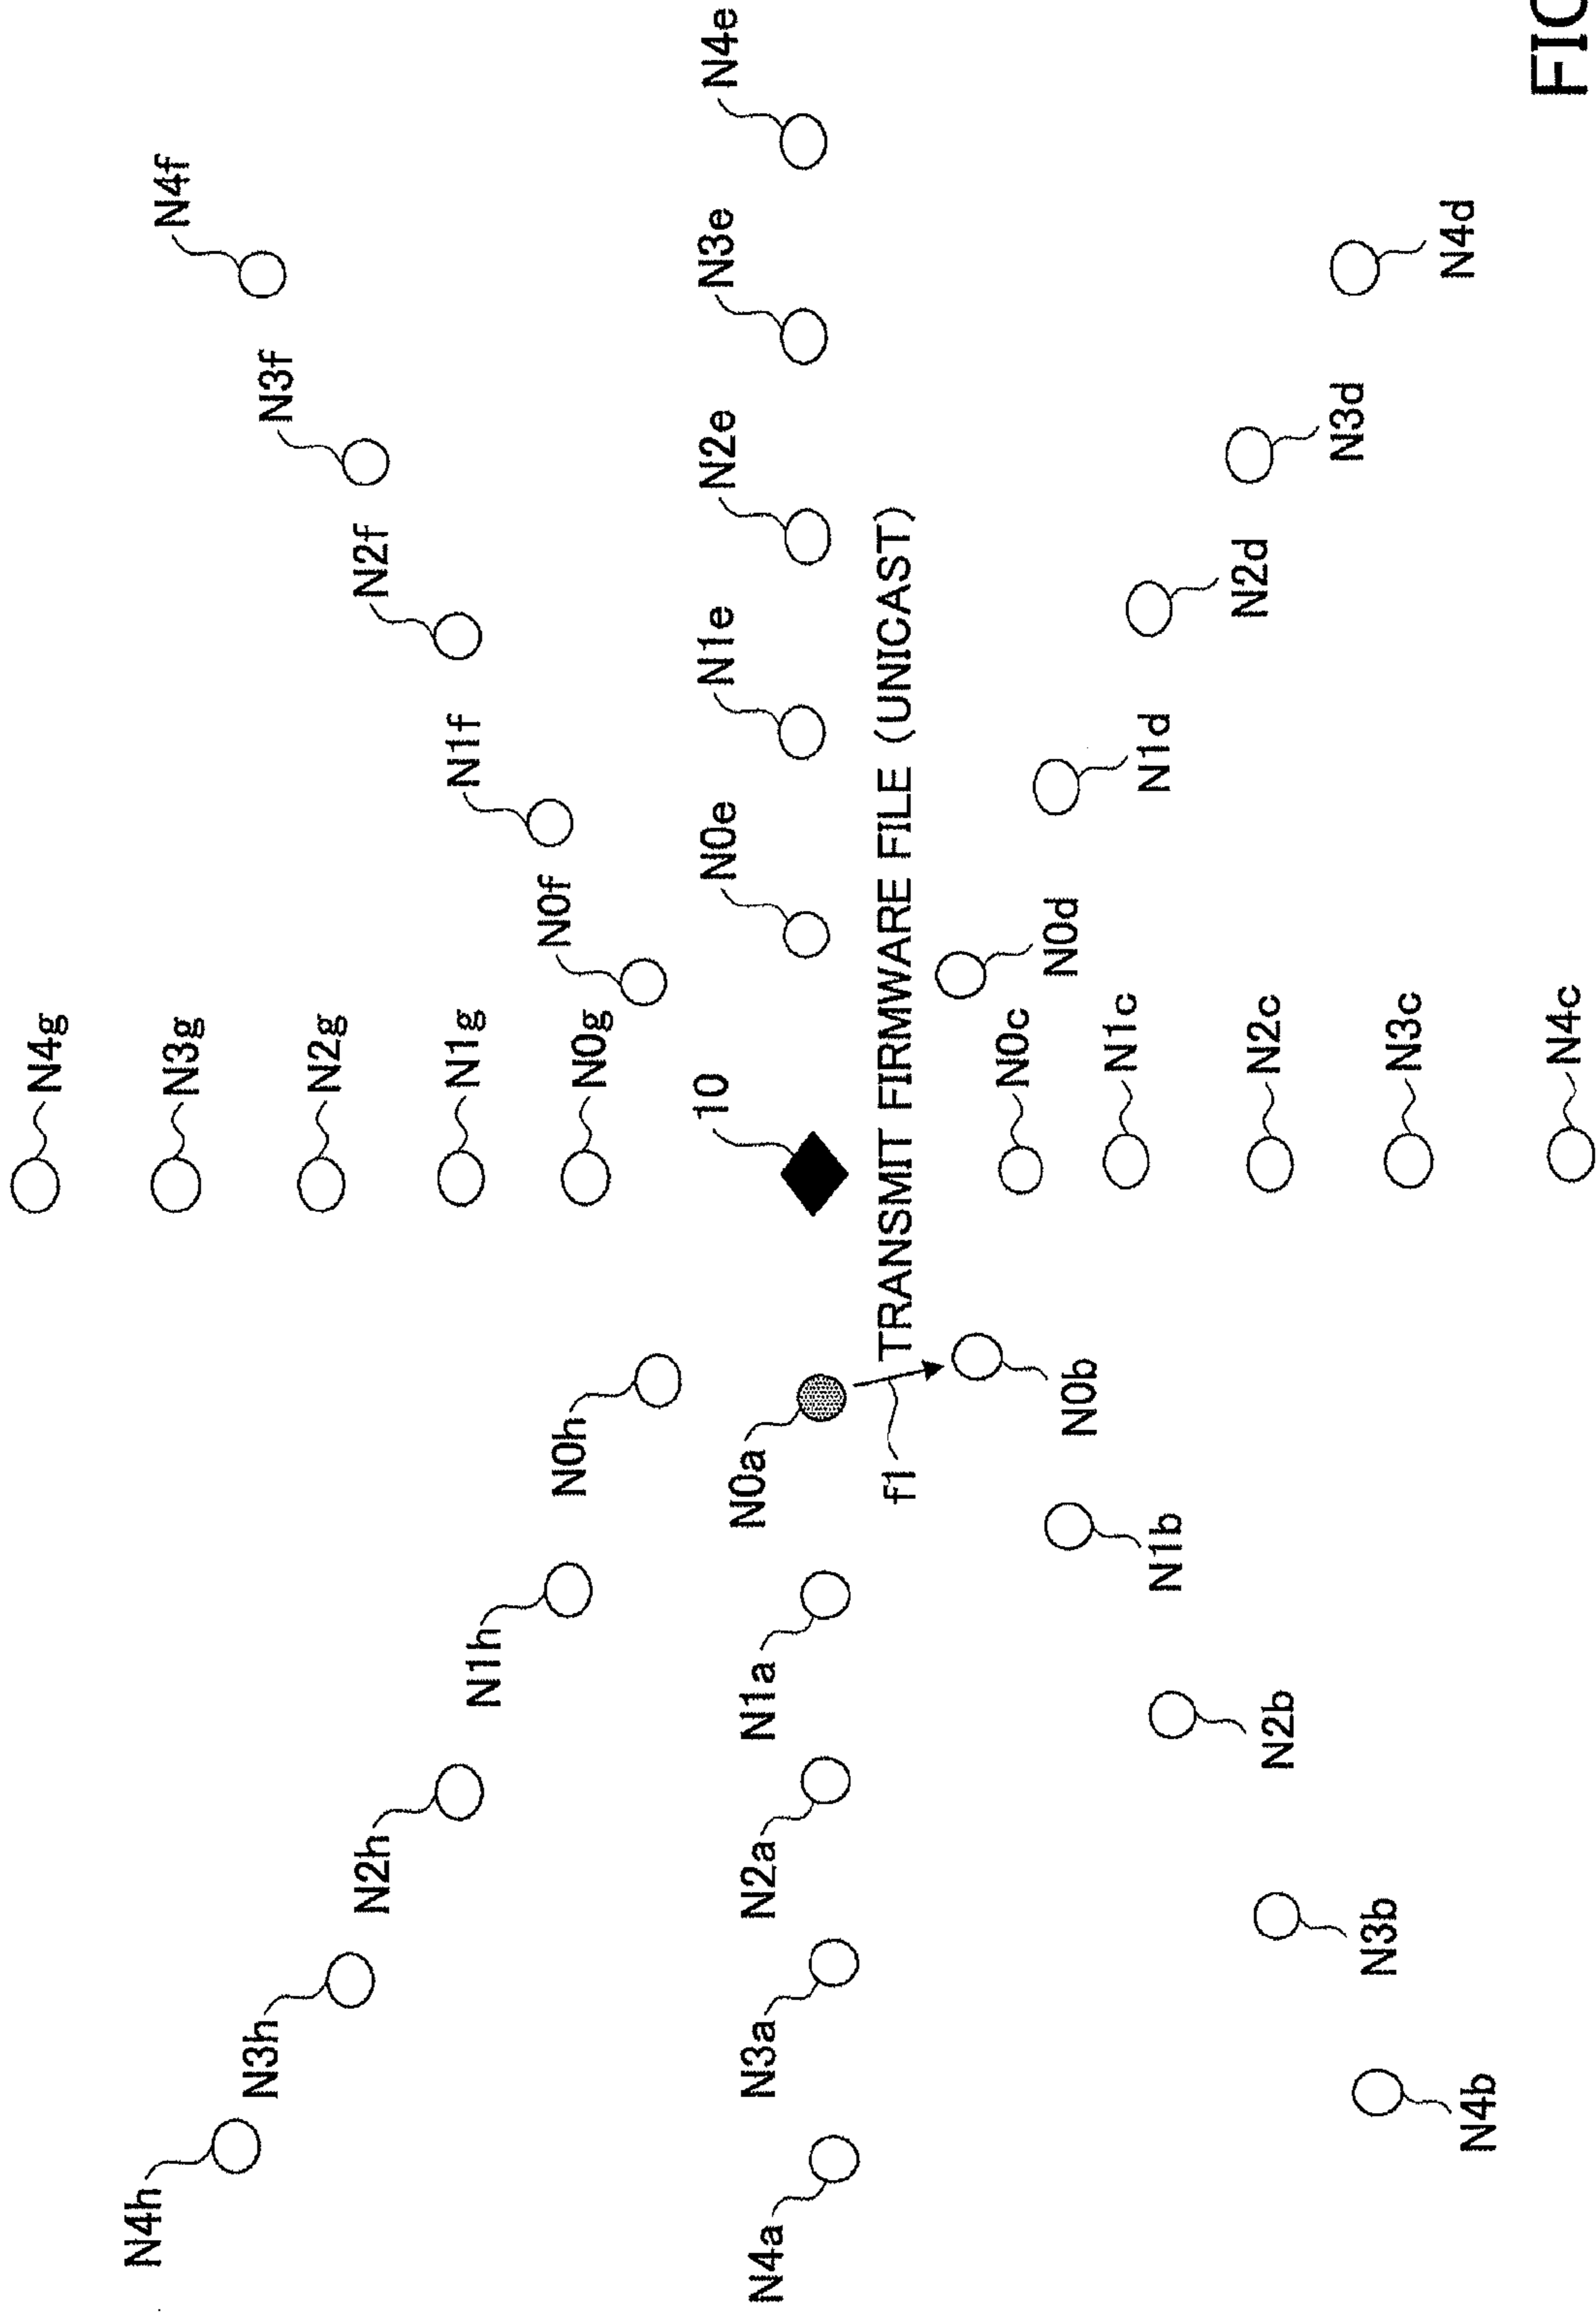 N4g
N4h
N4f
N3g
N3h
N3f
N2g
N2h
N2f
N1h
N1g
N1f
N0h
N0g
N0f
10
N4a
N3a
N2a
N1a
N0a
N0e
N1e
N2e
N3e
N4e
f1
TRANSMIT FIRMWARE FILE (UNICAST)
N0c
N0b
N0d
N1c
N1b
N1d
N2c
N2b
N2d
N3c
N3b
N3d
N4b
N4d
N4c